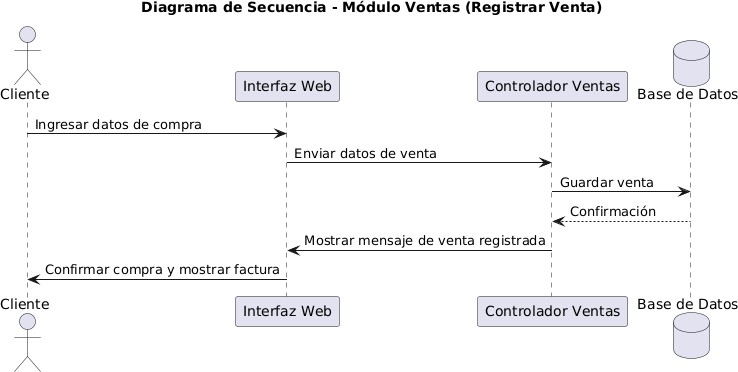 Diagrama de Secuencia - Módulo Ventas (Registrar Venta)
Cliente
Interfaz Web
Controlador Ventas
Base de Datos
Ingresar datos de compra
Enviar datos de venta
Guardar venta
Confirmación
Mostrar mensaje de venta registrada
Confirmar compra y mostrar factura
Cliente
Interfaz Web
Controlador Ventas
Base de Datos